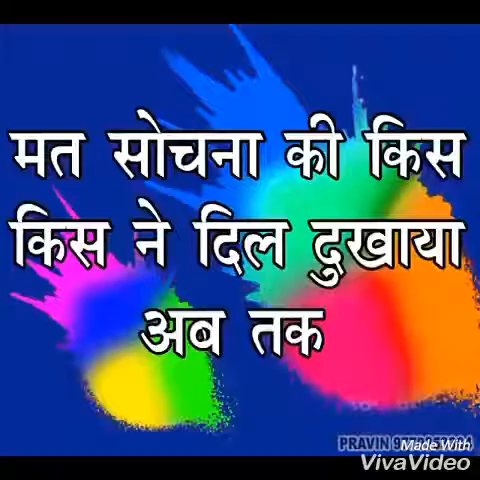 मत सोचना की किस
किस ने दिल दुखाया
अब तक
PRAVIN
Made With
VivaVideo